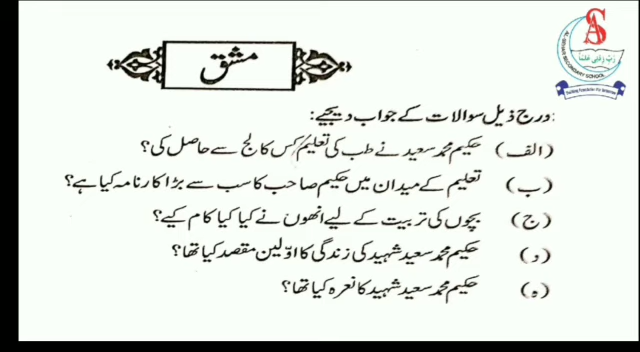 مشق
درج ذیل سوالات کے جواب دیجیے:
(الف) حکیم محمد سعید نے طب کی تعلیم کس کالج سے حاصل کی؟
(ب) تعلیم کے میدان میں حکیم صاحب کا سب سے بڑا کارنامہ کیا ہے؟
(ج) بچوں کی تربیت کے لیے انھوں نے کیا کیا کام کیے؟
(د) حکیم محمد سعید شہید کی زندگی کا اوّلین مقصد کیا تھا؟
(ہ) حکیم محمد سعید شہید کا نعرہ کیا تھا؟